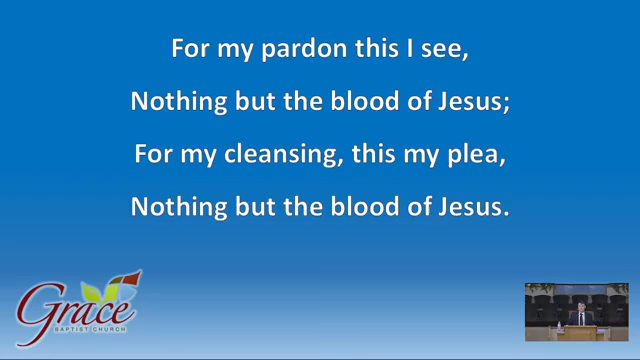 For my pardon this I see,
Nothing but the blood of Jesus;
For my cleansing, this my plea,
Nothing but the blood of Jesus.
Grace
BAPTIST CHURCH